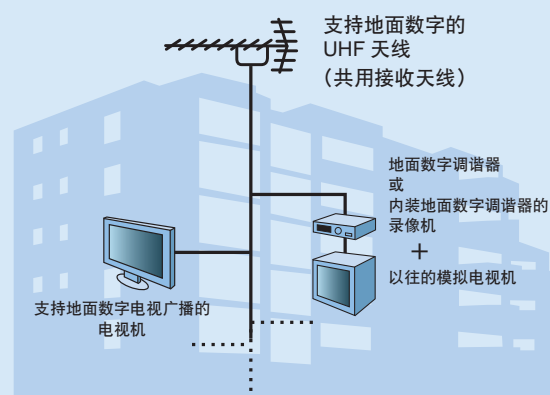 支持地面数字的
UHF 天线
（共用接收天线）
地面数字调谐器
或
内装地面数字调谐器的
录像机
+
以往的模拟电视机
支持地面数字电视广播的
电视机